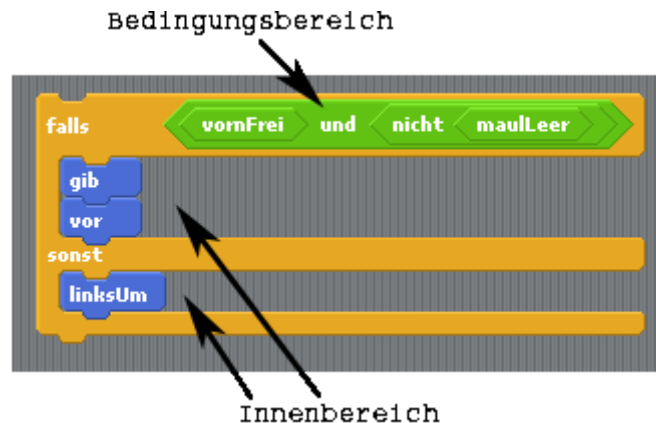 Bedingungsbereich
falls vornFrei und nicht maulLeer
gib
vor
sonst
linksUm
Innenbereich